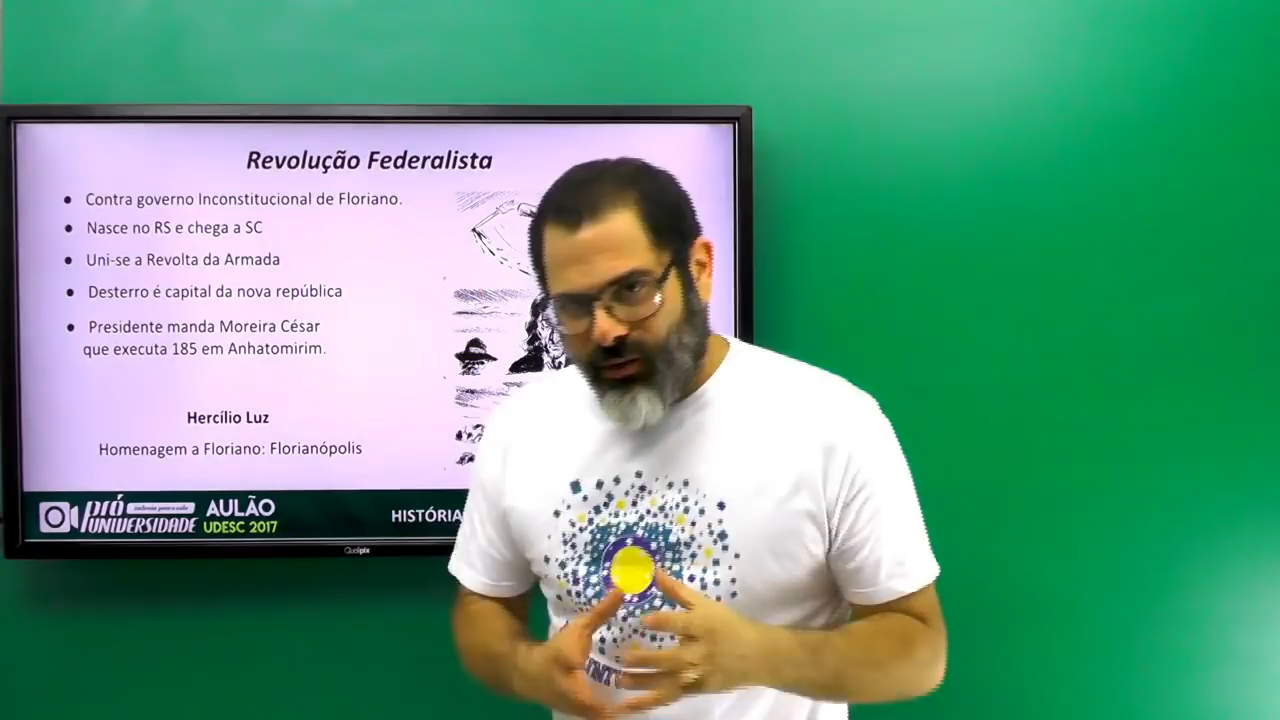 Revolução Federalista
Contra governo Inconstitucional de Floriano.
Nasce no RS e chega a SC
Uni-se a Revolta da Armada
Desterro é capital da nova república
Presidente manda Moreira César
que executa 185 em Anhatomirim.
Hercílio Luz
Homenagem a Floriano: Florianópolis
pró
UNIVERSIDADE
AULÃO
UDESC 2017
HISTÓRIA
Qualipix